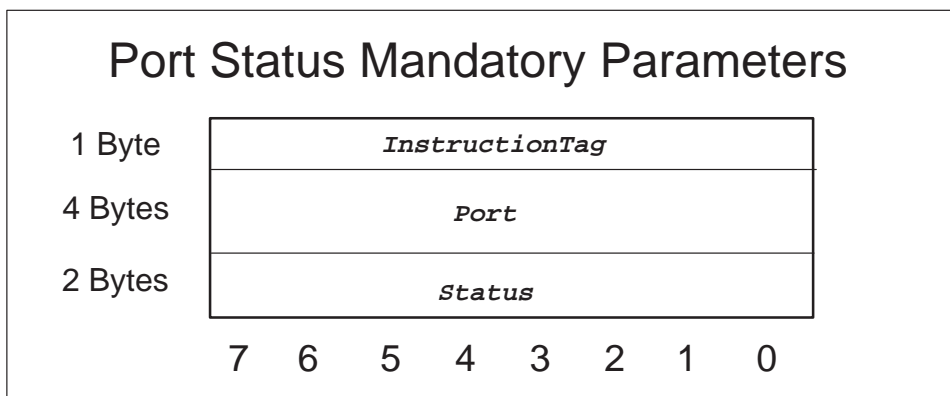 Port Status Mandatory Parameters
1 Byte InstructionTag
4 Bytes Port
2 Bytes Status
7 6 5 4 3 2 1 0